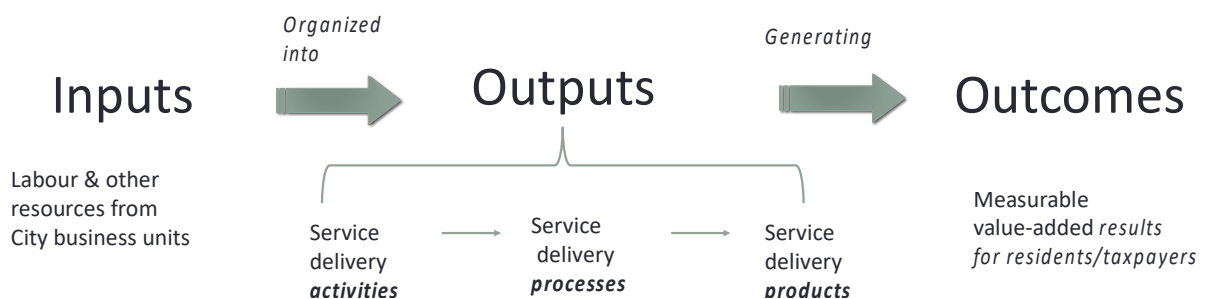 Organized
into
Generating
Inputs
Outputs
Outcomes
Labour & other
resources from
City business units
Service
delivery
activities
Service
delivery
processes
Service
delivery
products
Measurable
value-added results
for residents/taxpayers